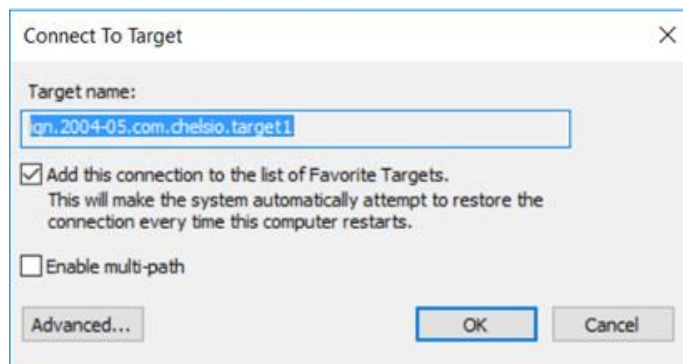 Connect To Target
Target name:
iqn.2004-05.com.chelsio.target1
Add this connection to the list of Favorite Targets.
This will make the system automatically attempt to restore the
connection every time this computer restarts.
Enable multi-path
Advanced...
OK
Cancel